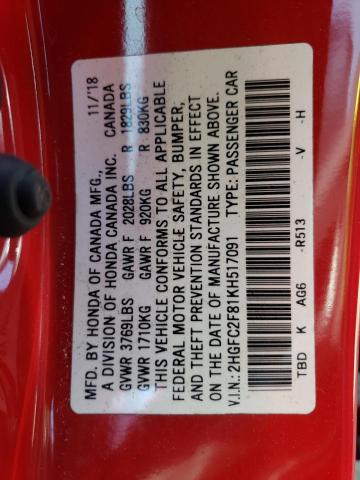 MFD. BY HONDA OF CANADA MFG., 11/'18
A DIVISION OF HONDA CANADA INC. CANADA
GVWR 3769LBS GAWR F 2028LBS R 1829LBS
GVWR 1710KG GAWR F 920KG R 830KG
THIS VEHICLE CONFORMS TO ALL APPLICABLE
FEDERAL MOTOR VEHICLE SAFETY, BUMPER,
AND THEFT PREVENTION STANDARDS IN EFFECT
ON THE DATE OF MANUFACTURE SHOWN ABOVE.
V.I.N.: 2HGFC2F81KH517091 TYPE: PASSENGER CAR
TBD K AG6 -R513 -V -H